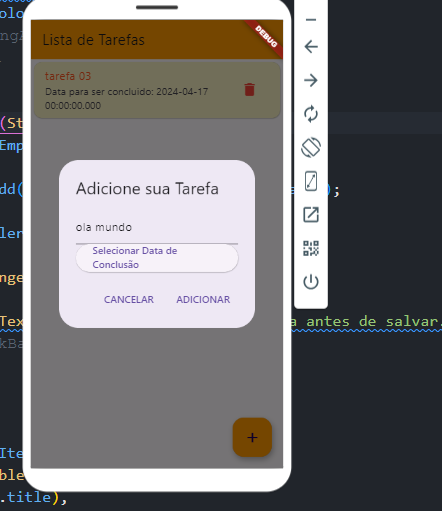 olo
Lista de Tarefas
DEBUG
tarefa 03
Data para ser concluido: 2024-04-17
00:00:00.000
(St
Emp
dd( );
Adicione sua Tarefa
ola mundo
Selecionar Data de
Conclusão
CANCELAR ADICIONAR
ler
nge
Tex a antes de salvar.
kBa
+
Ite
ble
.title),